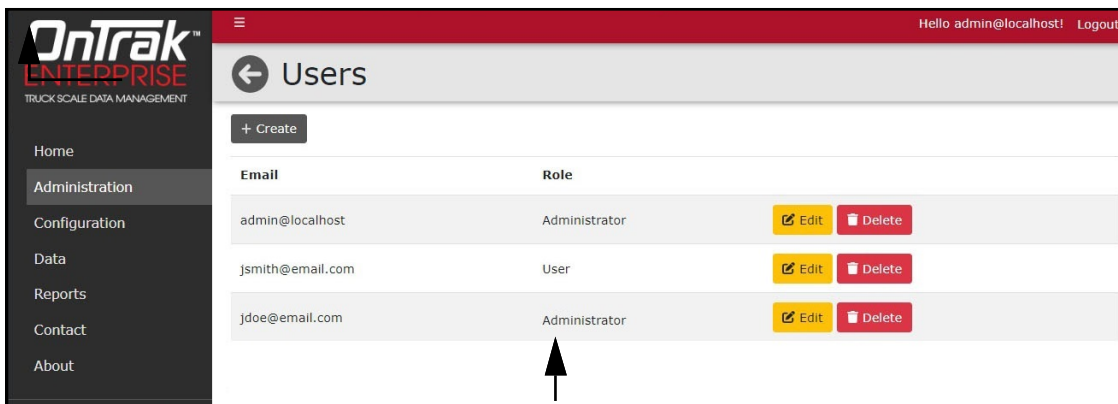 ☰ Hello admin@localhost! Logout
OnTrak™
ENTERPRISE
TRUCK SCALE DATA MANAGEMENT
Users
+ Create
Home
Administration
Configuration
Data
Reports
Contact
About
Email Role
admin@localhost Administrator Edit Delete
jsmith@email.com User Edit Delete
jdoe@email.com Administrator Edit Delete